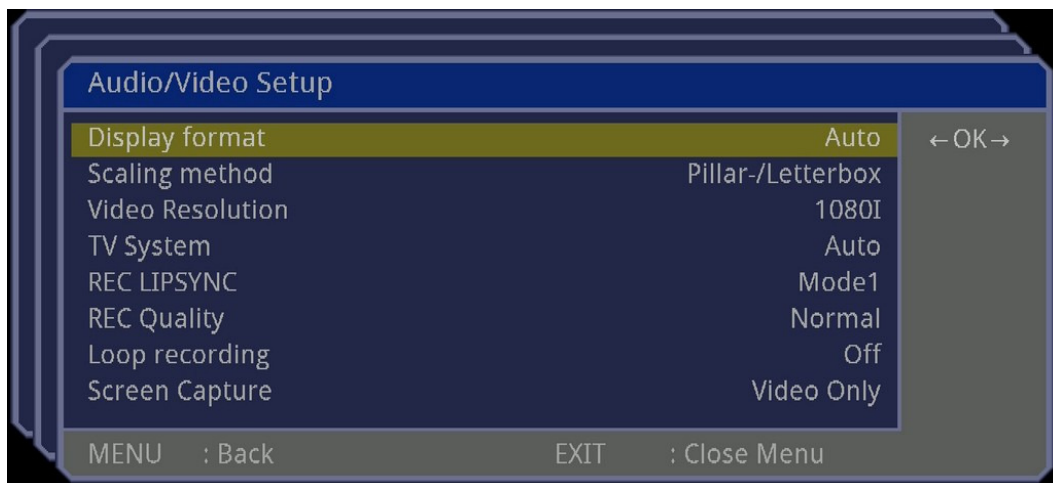 Audio/Video Setup
Display format Auto ←OK→
Scaling method Pillar-/Letterbox
Video Resolution 1080I
TV System Auto
REC LIPSYNC Mode1
REC Quality Normal
Loop recording Off
Screen Capture Video Only
MENU : Back EXIT : Close Menu